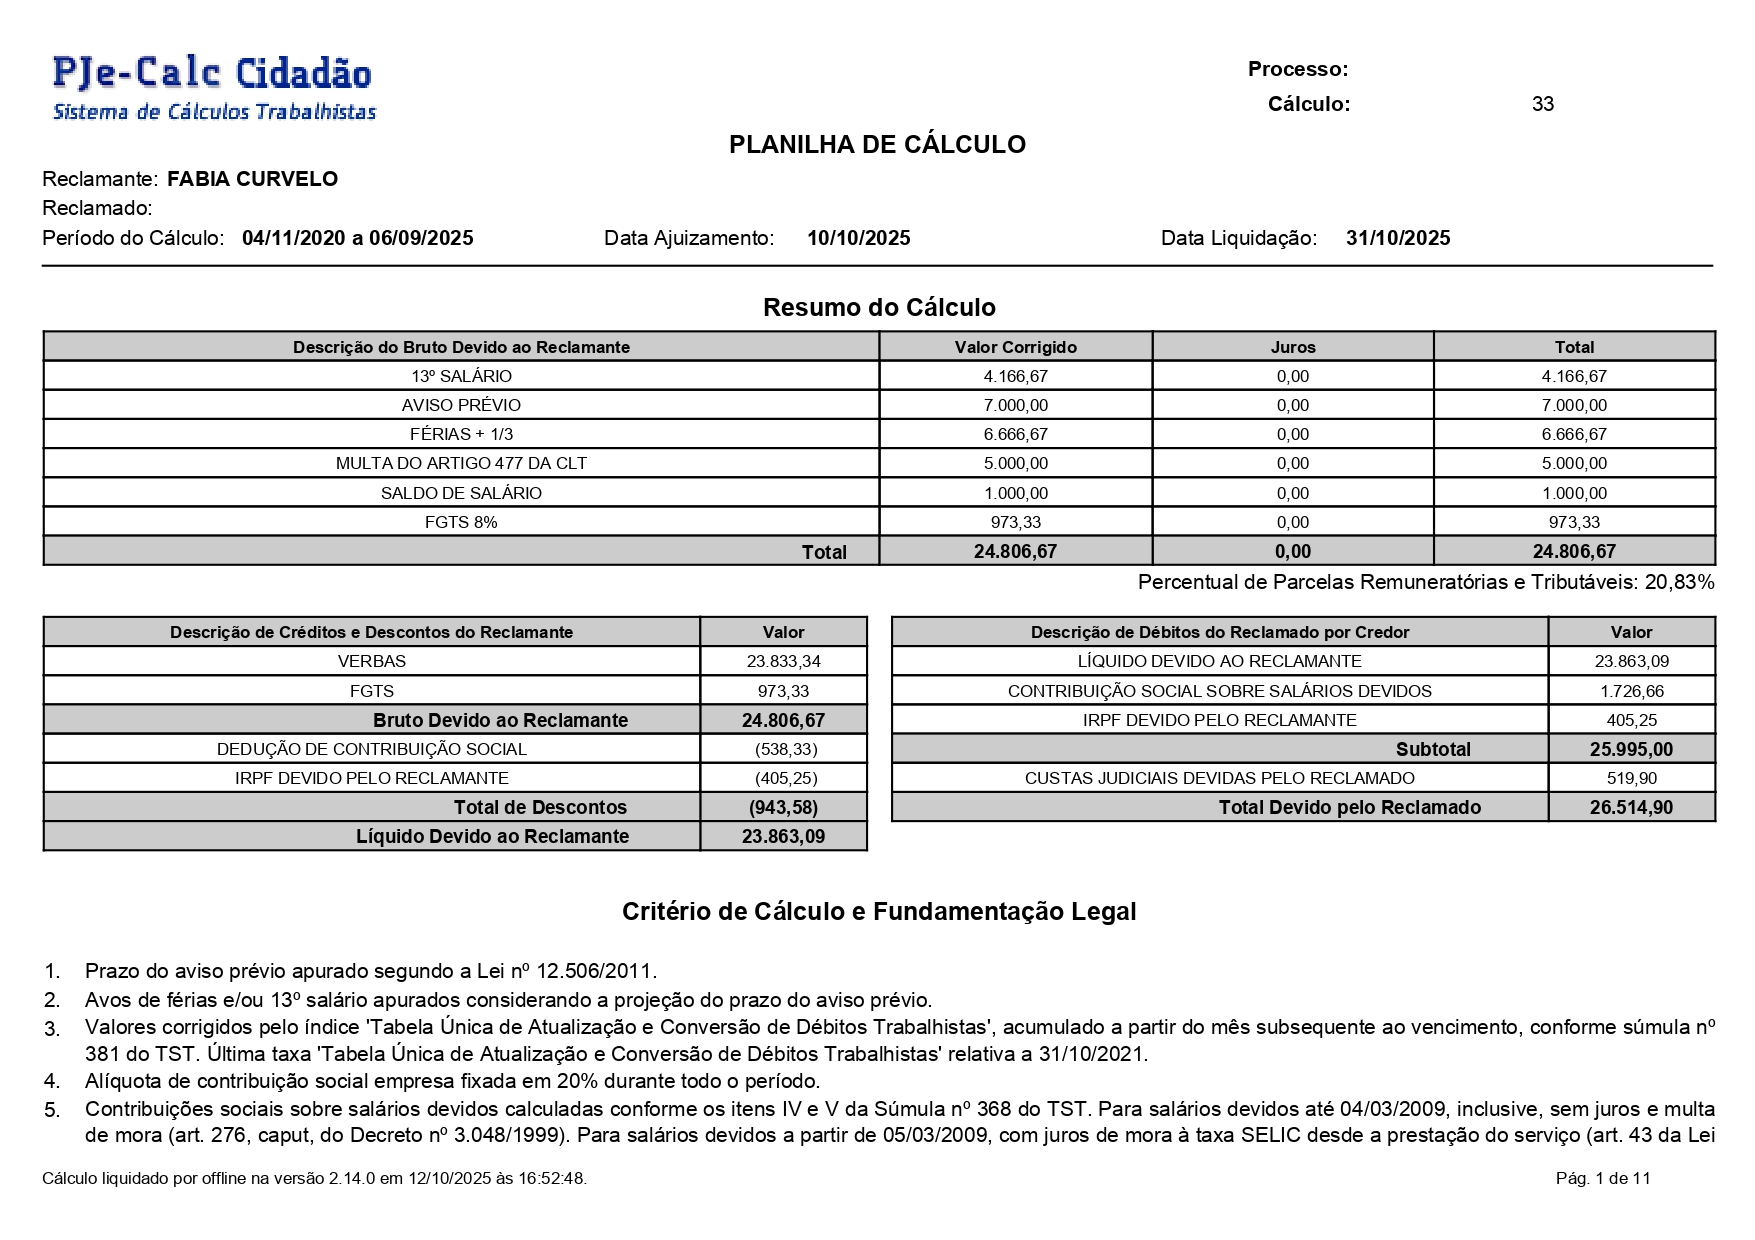 PJe-Calc Cidadão
Sistema de Cálculos Trabalhistas
Processo:
Cálculo: 33
PLANILHA DE CÁLCULO
Reclamante: FABIA CURVELO
Reclamado:
Período do Cálculo: 04/11/2020 a 06/09/2025 Data Ajuizamento: 10/10/2025 Data Liquidação: 31/10/2025
Resumo do Cálculo
Descrição do Bruto Devido ao Reclamante Valor Corrigido Juros Total
13º SALÁRIO 4.166,67 0,00 4.166,67
AVISO PRÉVIO 7.000,00 0,00 7.000,00
FÉRIAS + 1/3 6.666,67 0,00 6.666,67
MULTA DO ARTIGO 477 DA CLT 5.000,00 0,00 5.000,00
SALDO DE SALÁRIO 1.000,00 0,00 1.000,00
FGTS 8% 973,33 0,00 973,33
Total 24.806,67 0,00 24.806,67
Percentual de Parcelas Remuneratórias e Tributáveis: 20,83%
Descrição de Créditos e Descontos do Reclamante Valor
VERBAS 23.833,34
FGTS 973,33
Bruto Devido ao Reclamante 24.806,67
DEDUÇÃO DE CONTRIBUIÇÃO SOCIAL (538,33)
IRPF DEVIDO PELO RECLAMANTE (405,25)
Total de Descontos (943,58)
Líquido Devido ao Reclamante 23.863,09
Descrição de Débitos do Reclamado por Credor Valor
LÍQUIDO DEVIDO AO RECLAMANTE 23.863,09
CONTRIBUIÇÃO SOCIAL SOBRE SALÁRIOS DEVIDOS 1.726,66
IRPF DEVIDO PELO RECLAMANTE 405,25
Subtotal 25.995,00
CUSTAS JUDICIAIS DEVIDAS PELO RECLAMADO 519,90
Total Devido pelo Reclamado 26.514,90
Critério de Cálculo e Fundamentação Legal
1. Prazo do aviso prévio apurado segundo a Lei nº 12.506/2011.
2. Avos de férias e/ou 13º salário apurados considerando a projeção do prazo do aviso prévio.
3. Valores corrigidos pelo índice 'Tabela Única de Atualização e Conversão de Débitos Trabalhistas', acumulado a partir do mês subsequente ao vencimento, conforme súmula nº
381 do TST. Última taxa 'Tabela Única de Atualização e Conversão de Débitos Trabalhistas' relativa a 31/10/2021.
4. Alíquota de contribuição social empresa fixada em 20% durante todo o período.
5. Contribuições sociais sobre salários devidos calculadas conforme os itens IV e V da Súmula nº 368 do TST. Para salários devidos até 04/03/2009, inclusive, sem juros e multa
de mora (art. 276, caput, do Decreto nº 3.048/1999). Para salários devidos a partir de 05/03/2009, com juros de mora à taxa SELIC desde a prestação do serviço (art. 43 da Lei
Cálculo liquidado por offline na versão 2.14.0 em 12/10/2025 às 16:52:48. Pág. 1 de 11